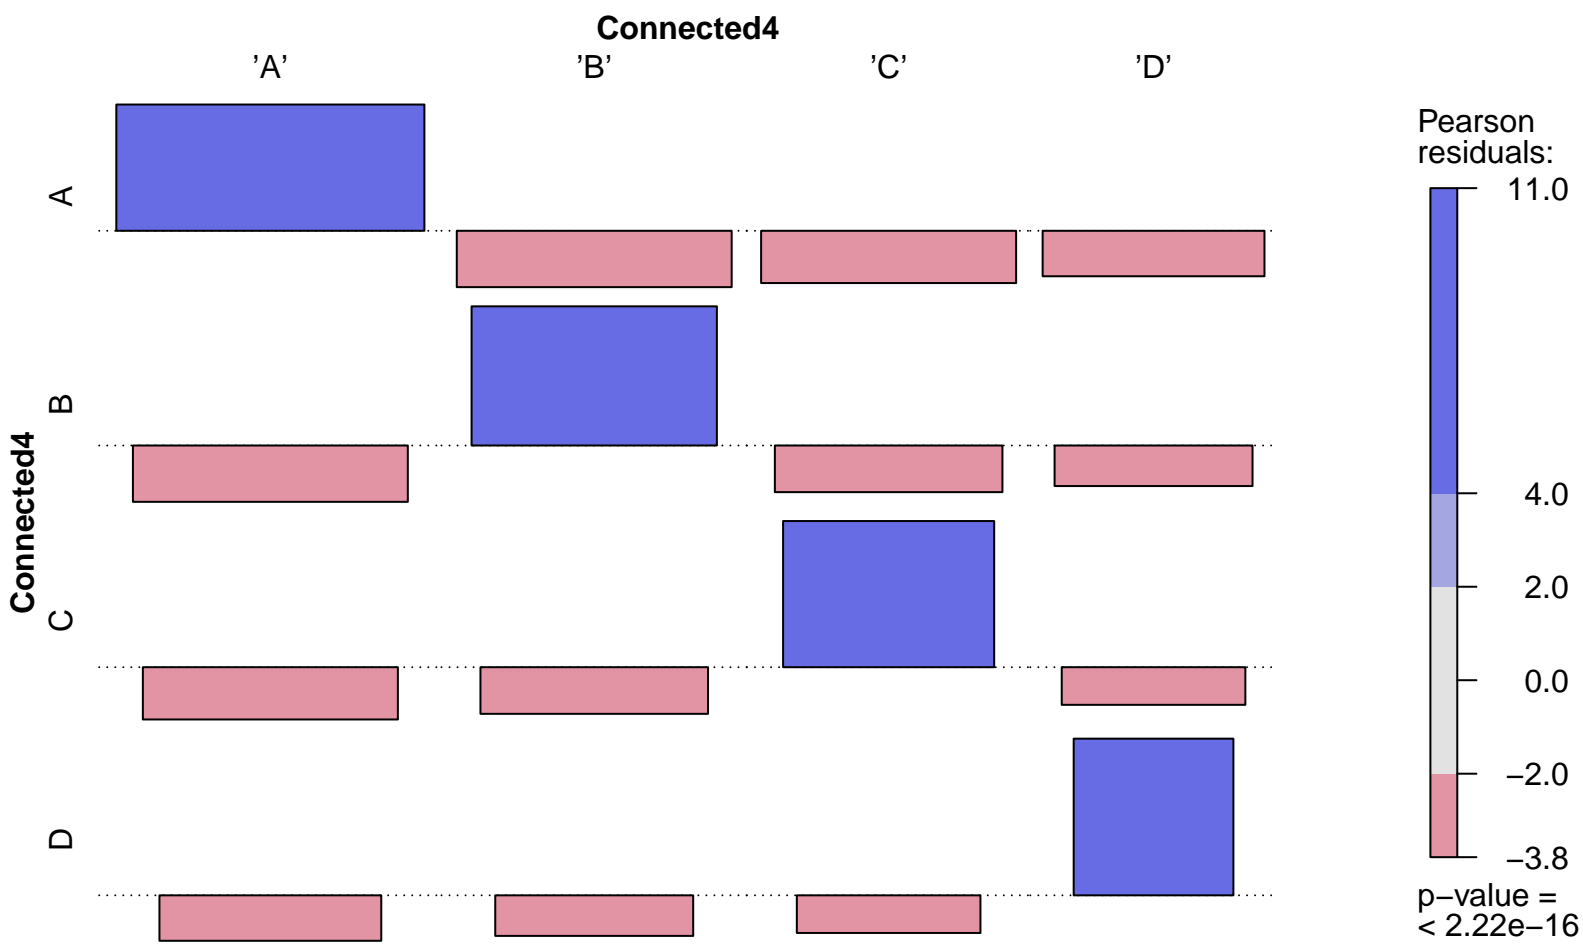 Connected4
’A’ ’B’ ’C’ ’D’
Connected4
A
B
C
D
Pearson
residuals:
11.0
4.0
2.0
0.0
−2.0
−3.8
p−value =
< 2.22e−16